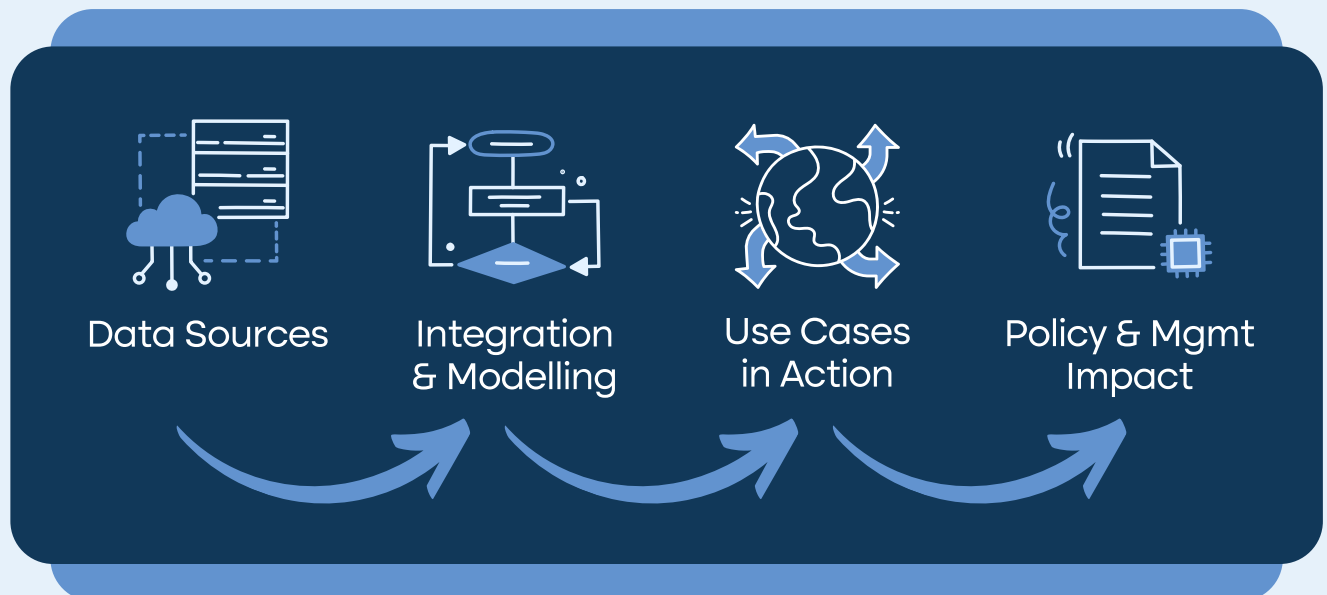 Data Sources
Integration
& Modelling
Use Cases
in Action
Policy & Mgmt
Impact